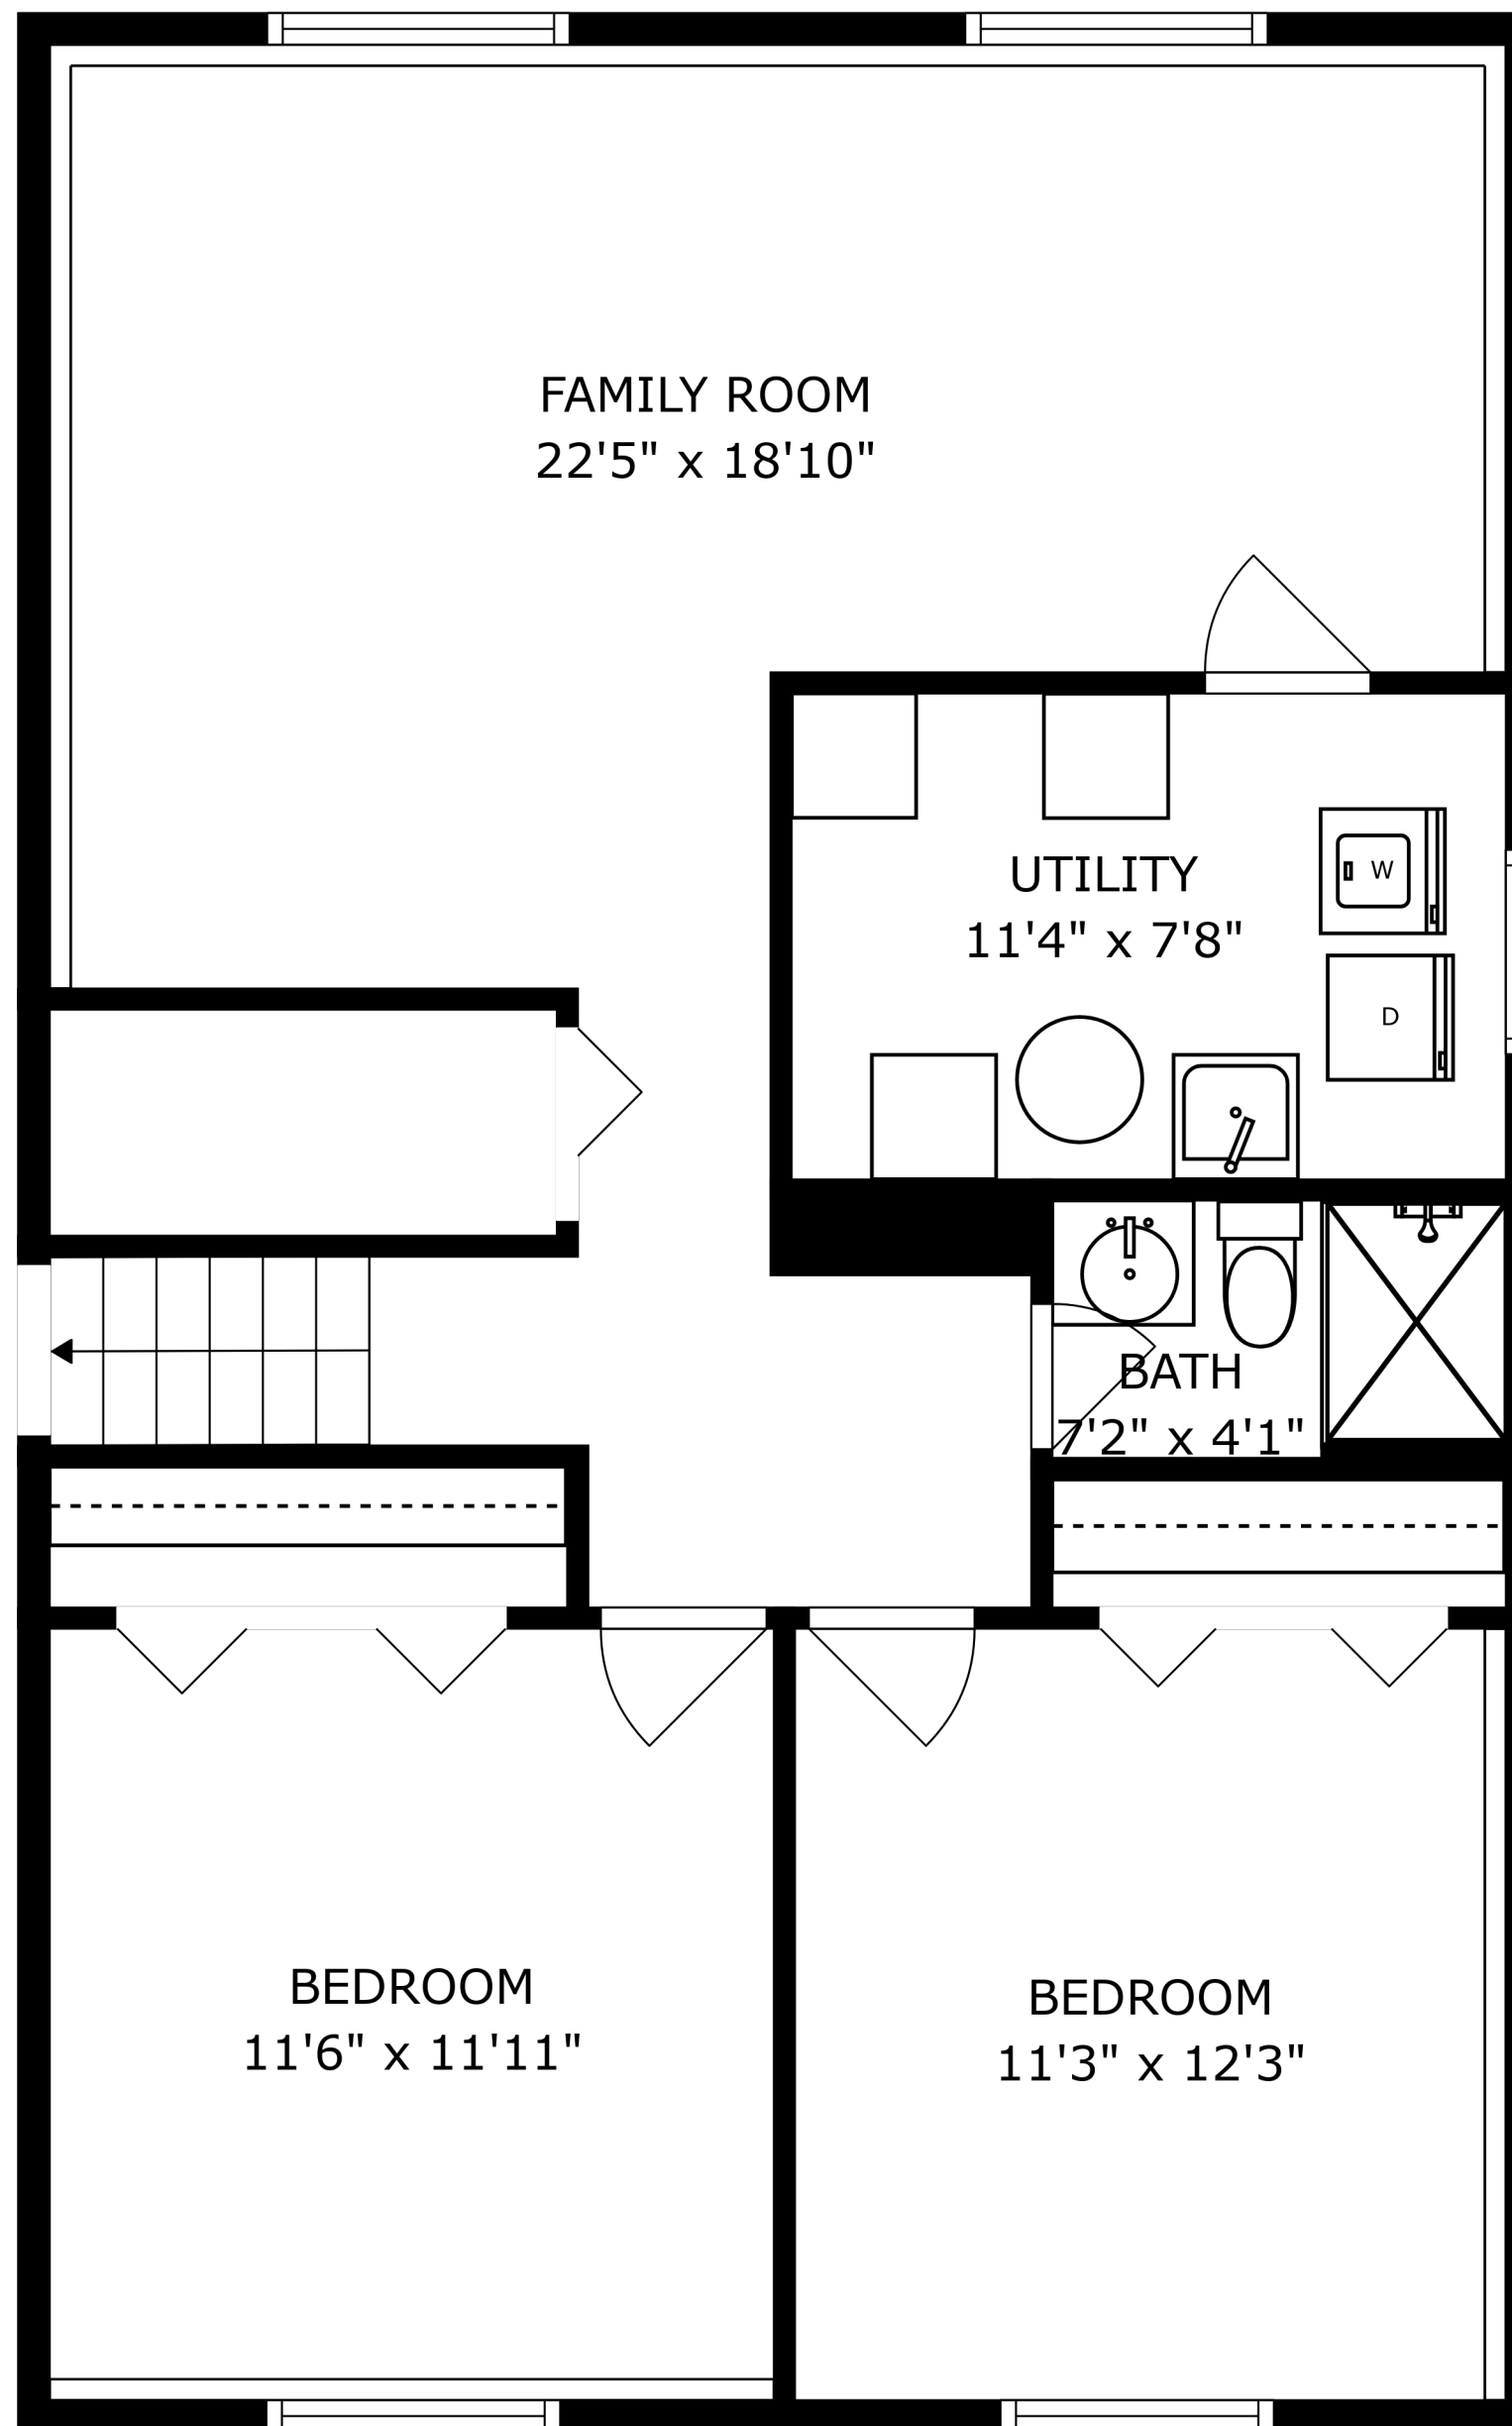 FAMILY ROOM
22'5" x 18'10"
UTILITY
11'4" x 7'8"
W
D
BATH
7'2" x 4'1"
BEDROOM
11'6" x 11'11"
BEDROOM
11'3" x 12'3"